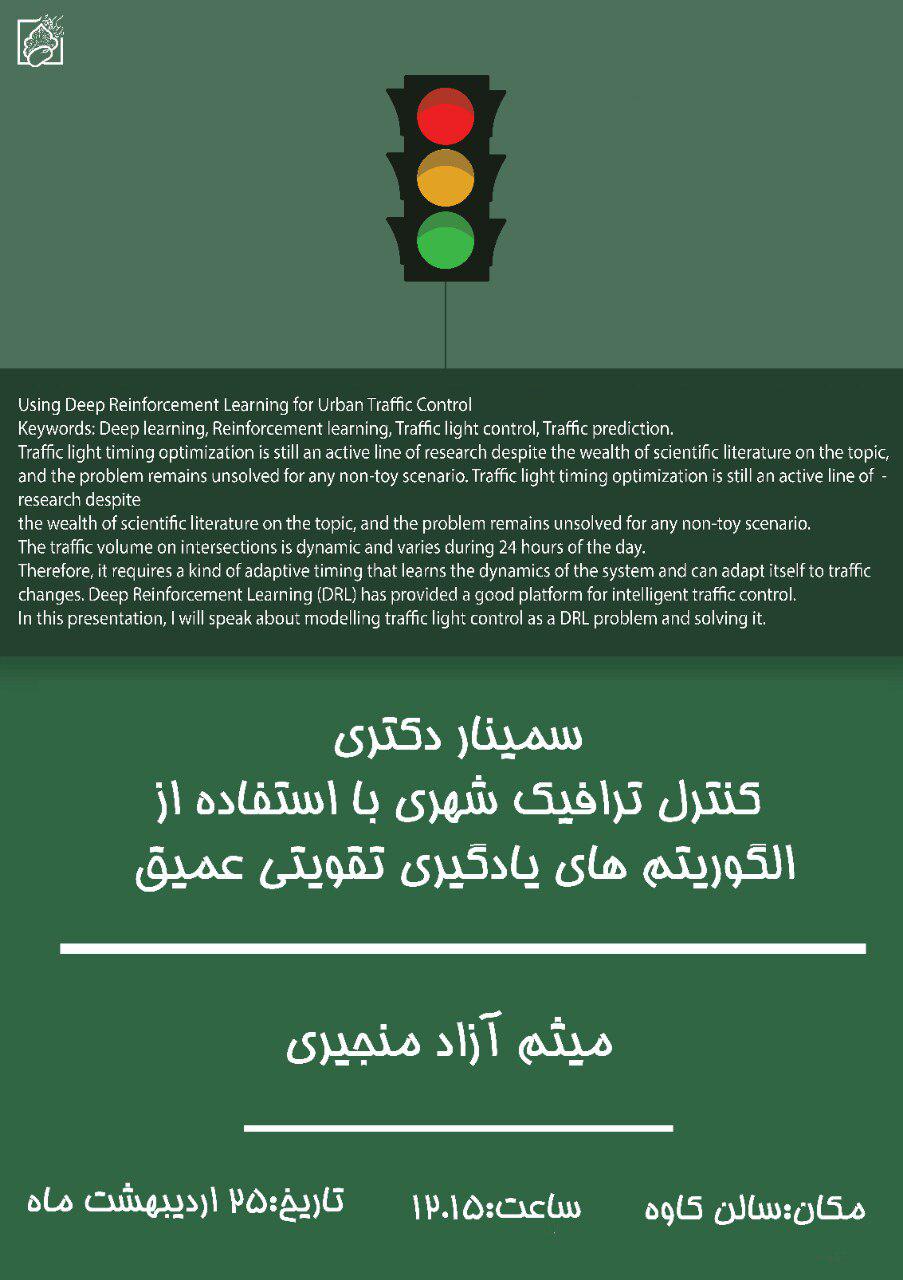 Using Deep Reinforcement Learning for Urban Traffic Control
Keywords: Deep learning, Reinforcement learning, Traffic light control, Traffic prediction.
Traffic light timing optimization is still an active line of research despite the wealth of scientific literature on the topic,
and the problem remains unsolved for any non-toy scenario. Traffic light timing optimization is still an active line of -
research despite
the wealth of scientific literature on the topic, and the problem remains unsolved for any non-toy scenario.
The traffic volume on intersections is dynamic and varies during 24 hours of the day.
Therefore, it requires a kind of adaptive timing that learns the dynamics of the system and can adapt itself to traffic
changes. Deep Reinforcement Learning (DRL) has provided a good platform for intelligent traffic control.
In this presentation, I will speak about modelling traffic light control as a DRL problem and solving it.
سمینار دکتری
کنترل ترافیک شهری با استفاده از
الگوریتم های یادگیری تقویتی عمیق
میثم آزاد منجیری
مکان:سالن کاوه ساعت:۱۲.۱۵ تاریخ:۲۵ اردیبهشت ماه